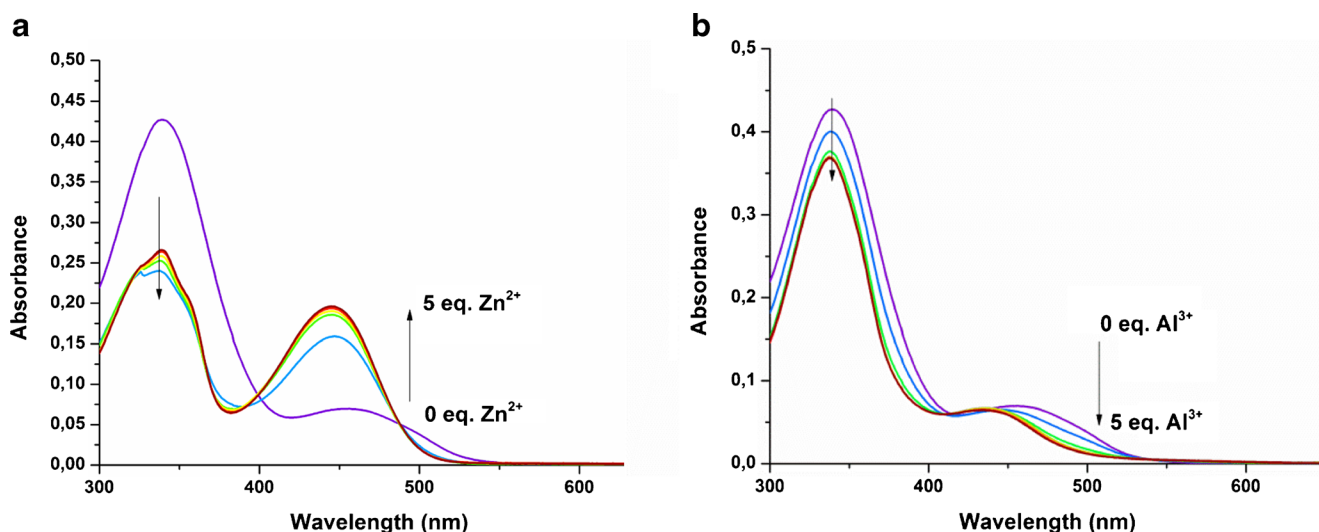 a
0,50
0,45
0,40
0,35
0,30
0,25
0,20
0,15
0,10
0,05
0,00
300
400
500
600
Absorbance
Wavelength (nm)
5 eq. Zn²⁺
0 eq. Zn²⁺
b
0,5
0,4
0,3
0,2
0,1
0,0
300
400
500
600
Absorbance
Wavelength (nm)
0 eq. Al³⁺
5 eq. Al³⁺